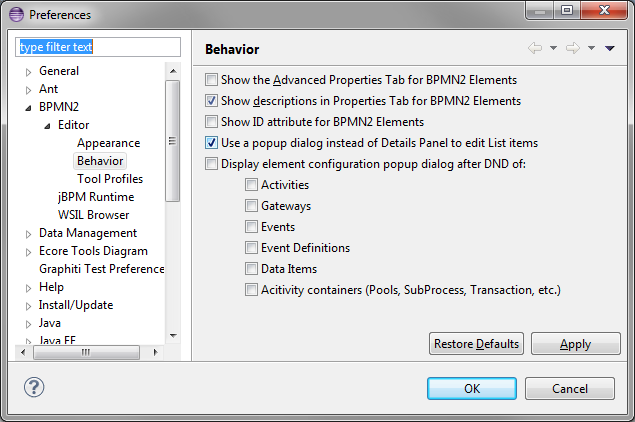 Preferences
type filter text
General
Ant
BPMN2
Editor
Appearance
Behavior
Tool Profiles
jBPM Runtime
WSIL Browser
Data Management
Ecore Tools Diagram
Graphiti Test Preference
Help
Install/Update
Java
Java EE
Behavior
Show the Advanced Properties Tab for BPMN2 Elements
Show descriptions in Properties Tab for BPMN2 Elements
Show ID attribute for BPMN2 Elements
Use a popup dialog instead of Details Panel to edit List items
Display element configuration popup dialog after DND of:
Activities
Gateways
Events
Event Definitions
Data Items
Acitivity containers (Pools, SubProcess, Transaction, etc.)
Restore Defaults
Apply
?
OK
Cancel